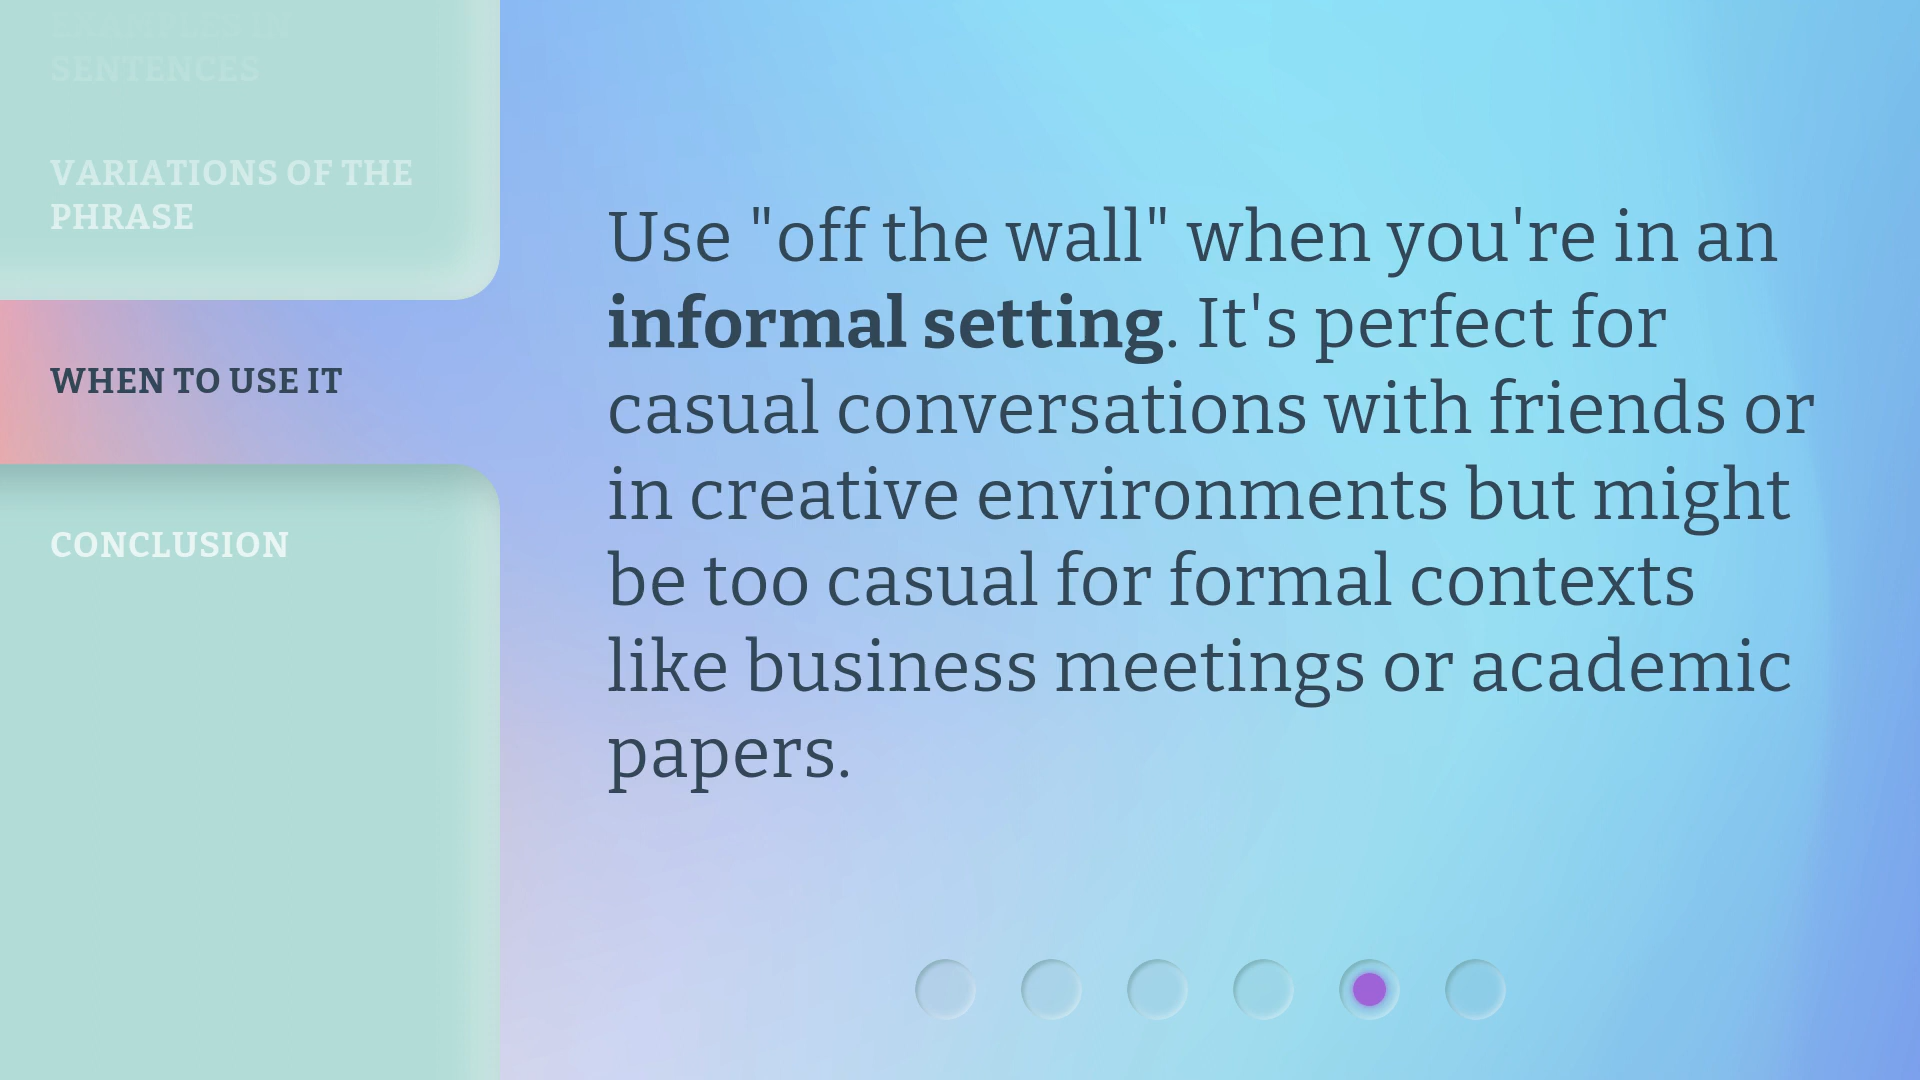 EXAMPLES IN
SENTENCES
VARIATIONS OF THE
PHRASE
WHEN TO USE IT
CONCLUSION
Use "off the wall" when you're in an
informal setting. It's perfect for
casual conversations with friends or
in creative environments but might
be too casual for formal contexts
like business meetings or academic
papers.